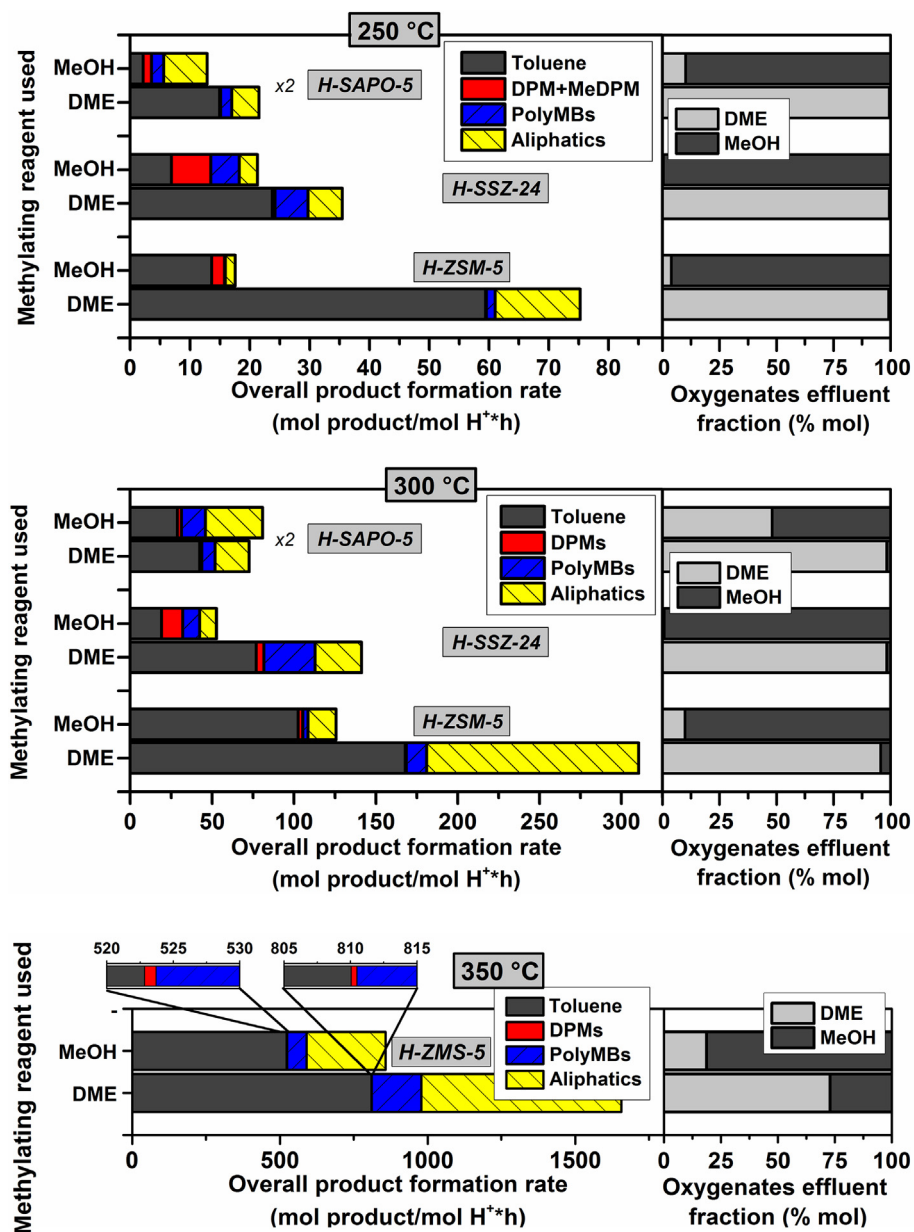 250 °C
Methylating reagent used
MeOH
DME
MeOH
DME
MeOH
DME
x2
H-SAPO-5
H-SSZ-24
H-ZSM-5
Toluene
DPM+MeDPM
PolyMBs
Aliphatics
DME
MeOH
0 10 20 30 40 50 60 70 80
Overall product formation rate
(mol product/mol H⁺*h)
0 25 50 75 100
Oxygenates effluent
fraction (% mol)
300 °C
Methylating reagent used
MeOH
DME
MeOH
DME
MeOH
DME
x2
H-SAPO-5
H-SSZ-24
H-ZSM-5
Toluene
DPMs
PolyMBs
Aliphatics
DME
MeOH
0 50 100 150 200 250 300
Overall product formation rate
(mol product/mol H⁺*h)
0 25 50 75 100
Oxygenates effluent
fraction (% mol)
520 525 530
805 810 815
350 °C
Methylating reagent used
-
MeOH
DME
H-ZMS-5
Toluene
DPMs
PolyMBs
Aliphatics
DME
MeOH
0 500 1000 1500
Overall product formation rate
(mol product/mol H⁺*h)
0 25 50 75 100
Oxygenates effluent
fraction (% mol)